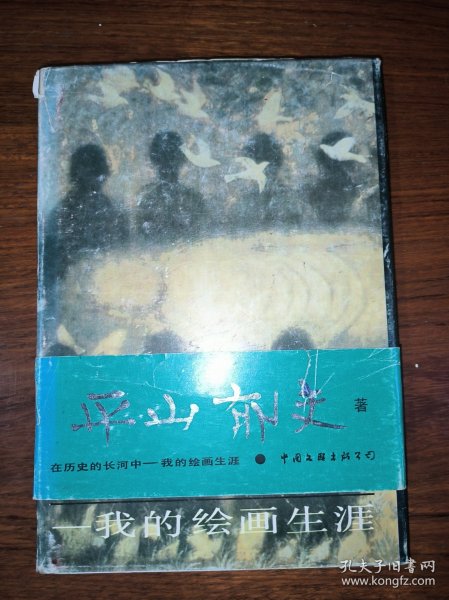 平山郁夫 著
在历史的长河中—我的绘画生涯 ● 中国文联出版公司
—我的绘画生涯
孔夫子旧书网
www.kongfz.com